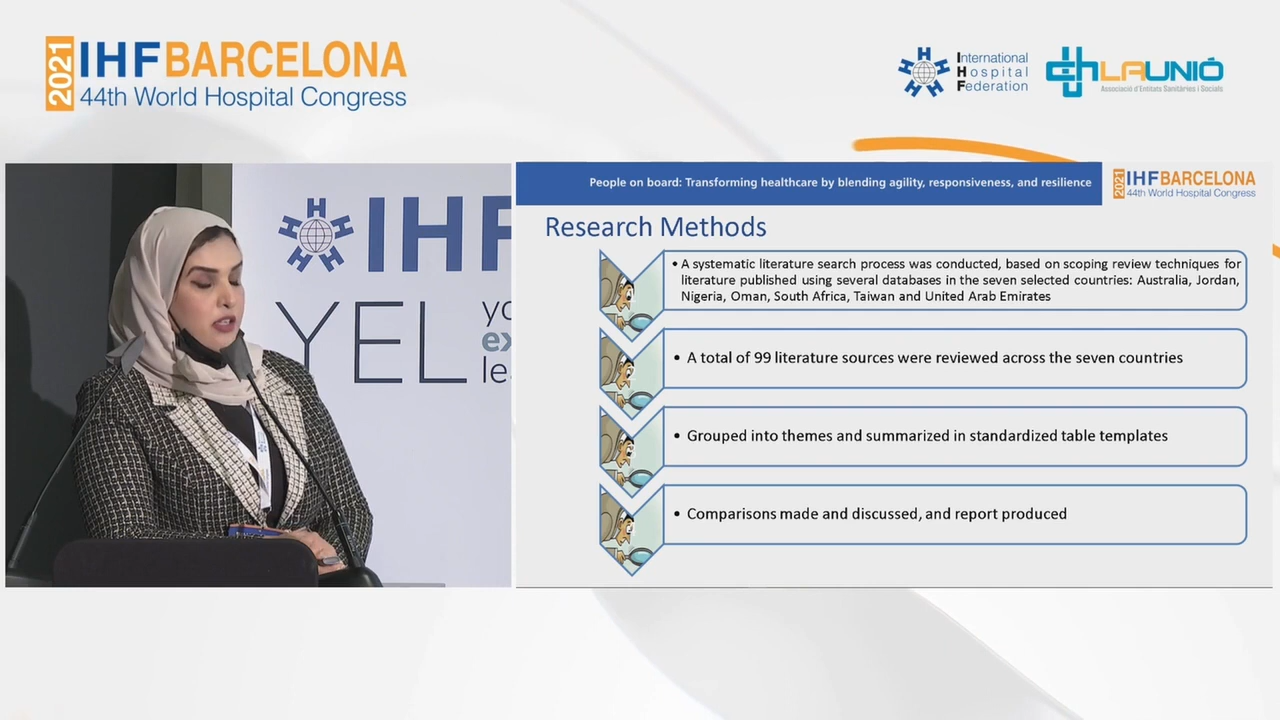 2021 IHF BARCELONA
44th World Hospital Congress
International
Hospital
Federation
LAUNIÓ
Associació d'Entitats Sanitàries i Socials
IHF
YEL
People on board: Transforming healthcare by blending agility, responsiveness, and resilience
2021 IHF BARCELONA
44th World Hospital Congress
Research Methods
• A systematic literature search process was conducted, based on scoping review techniques for
literature published using several databases in the seven selected countries: Australia, Jordan,
Nigeria, Oman, South Africa, Taiwan and United Arab Emirates
• A total of 99 literature sources were reviewed across the seven countries
• Grouped into themes and summarized in standardized table templates
• Comparisons made and discussed, and report produced